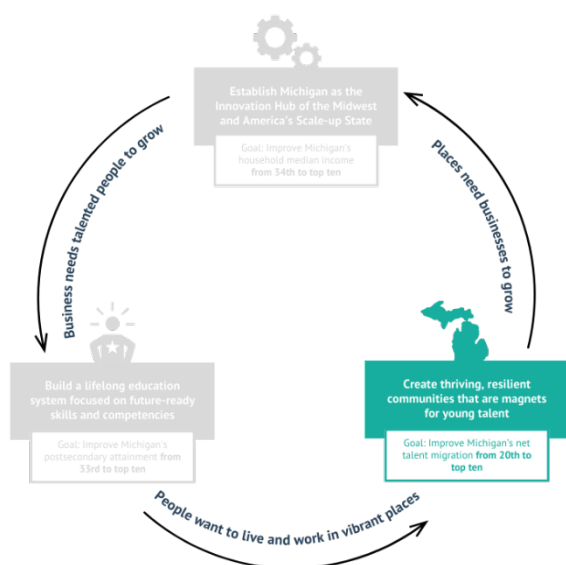 Establish Michigan as the
Innovation Hub of the Midwest
and America's Scale-up State
Goal: Improve Michigan's
household median income
from 34th to top ten
Business needs talented people to grow
Places need businesses to grow
Build a lifelong education
system focused on future-ready
skills and competencies
Goal: Improve Michigan's
postsecondary attainment from
33rd to top ten
Create thriving, resilient
communities that are magnets
for young talent
Goal: Improve Michigan's net
talent migration from 20th to
top ten
People want to live and work in vibrant places